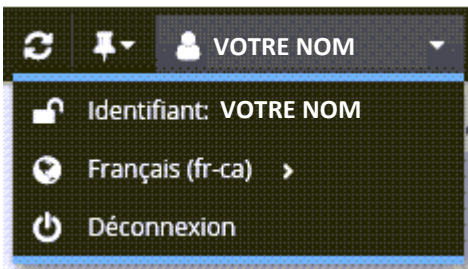 VOTRE NOM
Identifiant: VOTRE NOM
Français (fr-ca)
Déconnexion